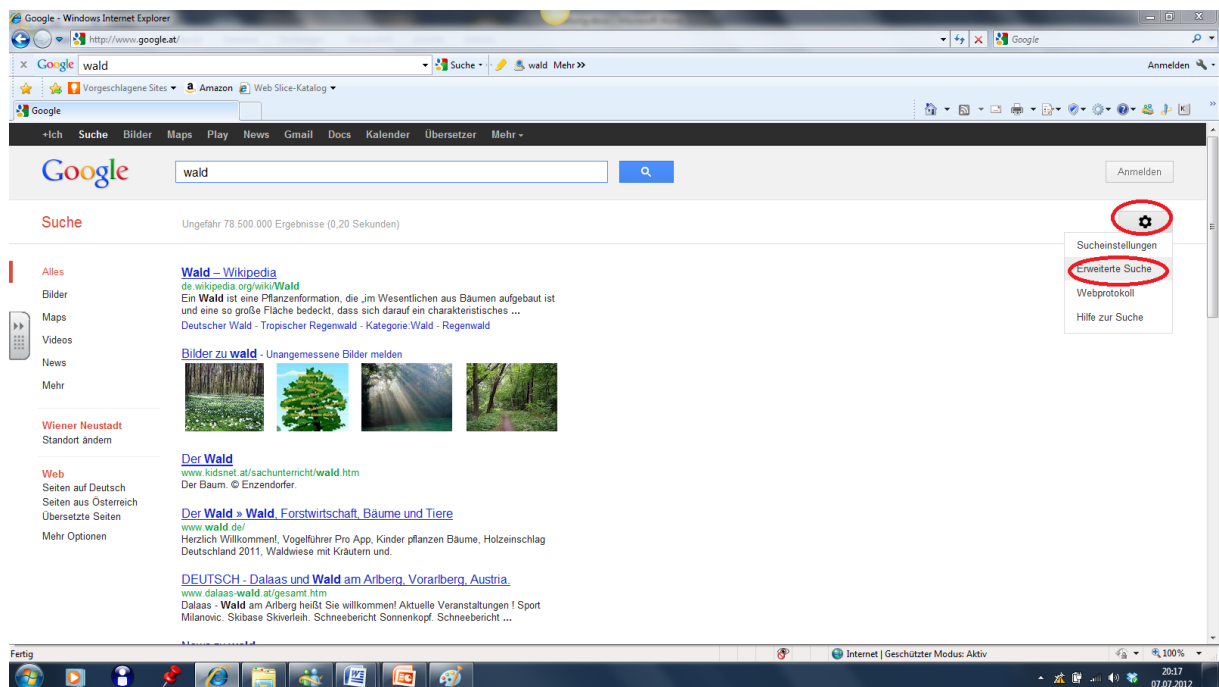 Google - Windows Internet Explorer
http://www.google.at/
Google
Google wald Suche wald Mehr >> Anmelden
Vorgeschlagene Sites Amazon Web Slice-Katalog
Google
+Ich Suche Bilder Maps Play News Gmail Docs Kalender Übersetzer Mehr
Google wald Anmelden
Suche Ungefähr 78.500.000 Ergebnisse (0,20 Sekunden)
Sucheinstellungen
Erweiterte Suche
Webprotokoll
Hilfe zur Suche
Alles
Bilder
Maps
Videos
News
Mehr
Wiener Neustadt
Standort ändern
Web
Seiten auf Deutsch
Seiten aus Österreich
Übersetzte Seiten
Mehr Optionen
Wald – Wikipedia
de.wikipedia.org/wiki/Wald
Ein Wald ist eine Pflanzenformation, die „im Wesentlichen aus Bäumen aufgebaut ist
und eine so große Fläche bedeckt, dass sich darauf ein charakteristisches ...
Deutscher Wald - Tropischer Regenwald - Kategorie:Wald - Regenwald
Bilder zu wald - Unangemessene Bilder melden
Der Wald
www.kidsnet.at/sachunterricht/wald.htm
Der Baum. © Enzendorfer.
Der Wald » Wald, Forstwirtschaft, Bäume und Tiere
www.wald.de/
Herzlich Willkommen!, Vogelführer Pro App, Kinder pflanzen Bäume, Holzeinschlag
Deutschland 2011, Waldwiese mit Kräutern und.
DEUTSCH - Dalaas und Wald am Arlberg, Vorarlberg, Austria.
www.dalaas-wald.at/gesamt.htm
Dalaas - Wald am Arlberg heißt Sie willkommen! Aktuelle Veranstaltungen ! Sport
Milanovic. Skibase Skiverleih. Schneebericht Sonnenkopf. Schneebericht ...
News zu wald
Fertig Internet | Geschützter Modus: Aktiv 100%
20:17
07.07.2012